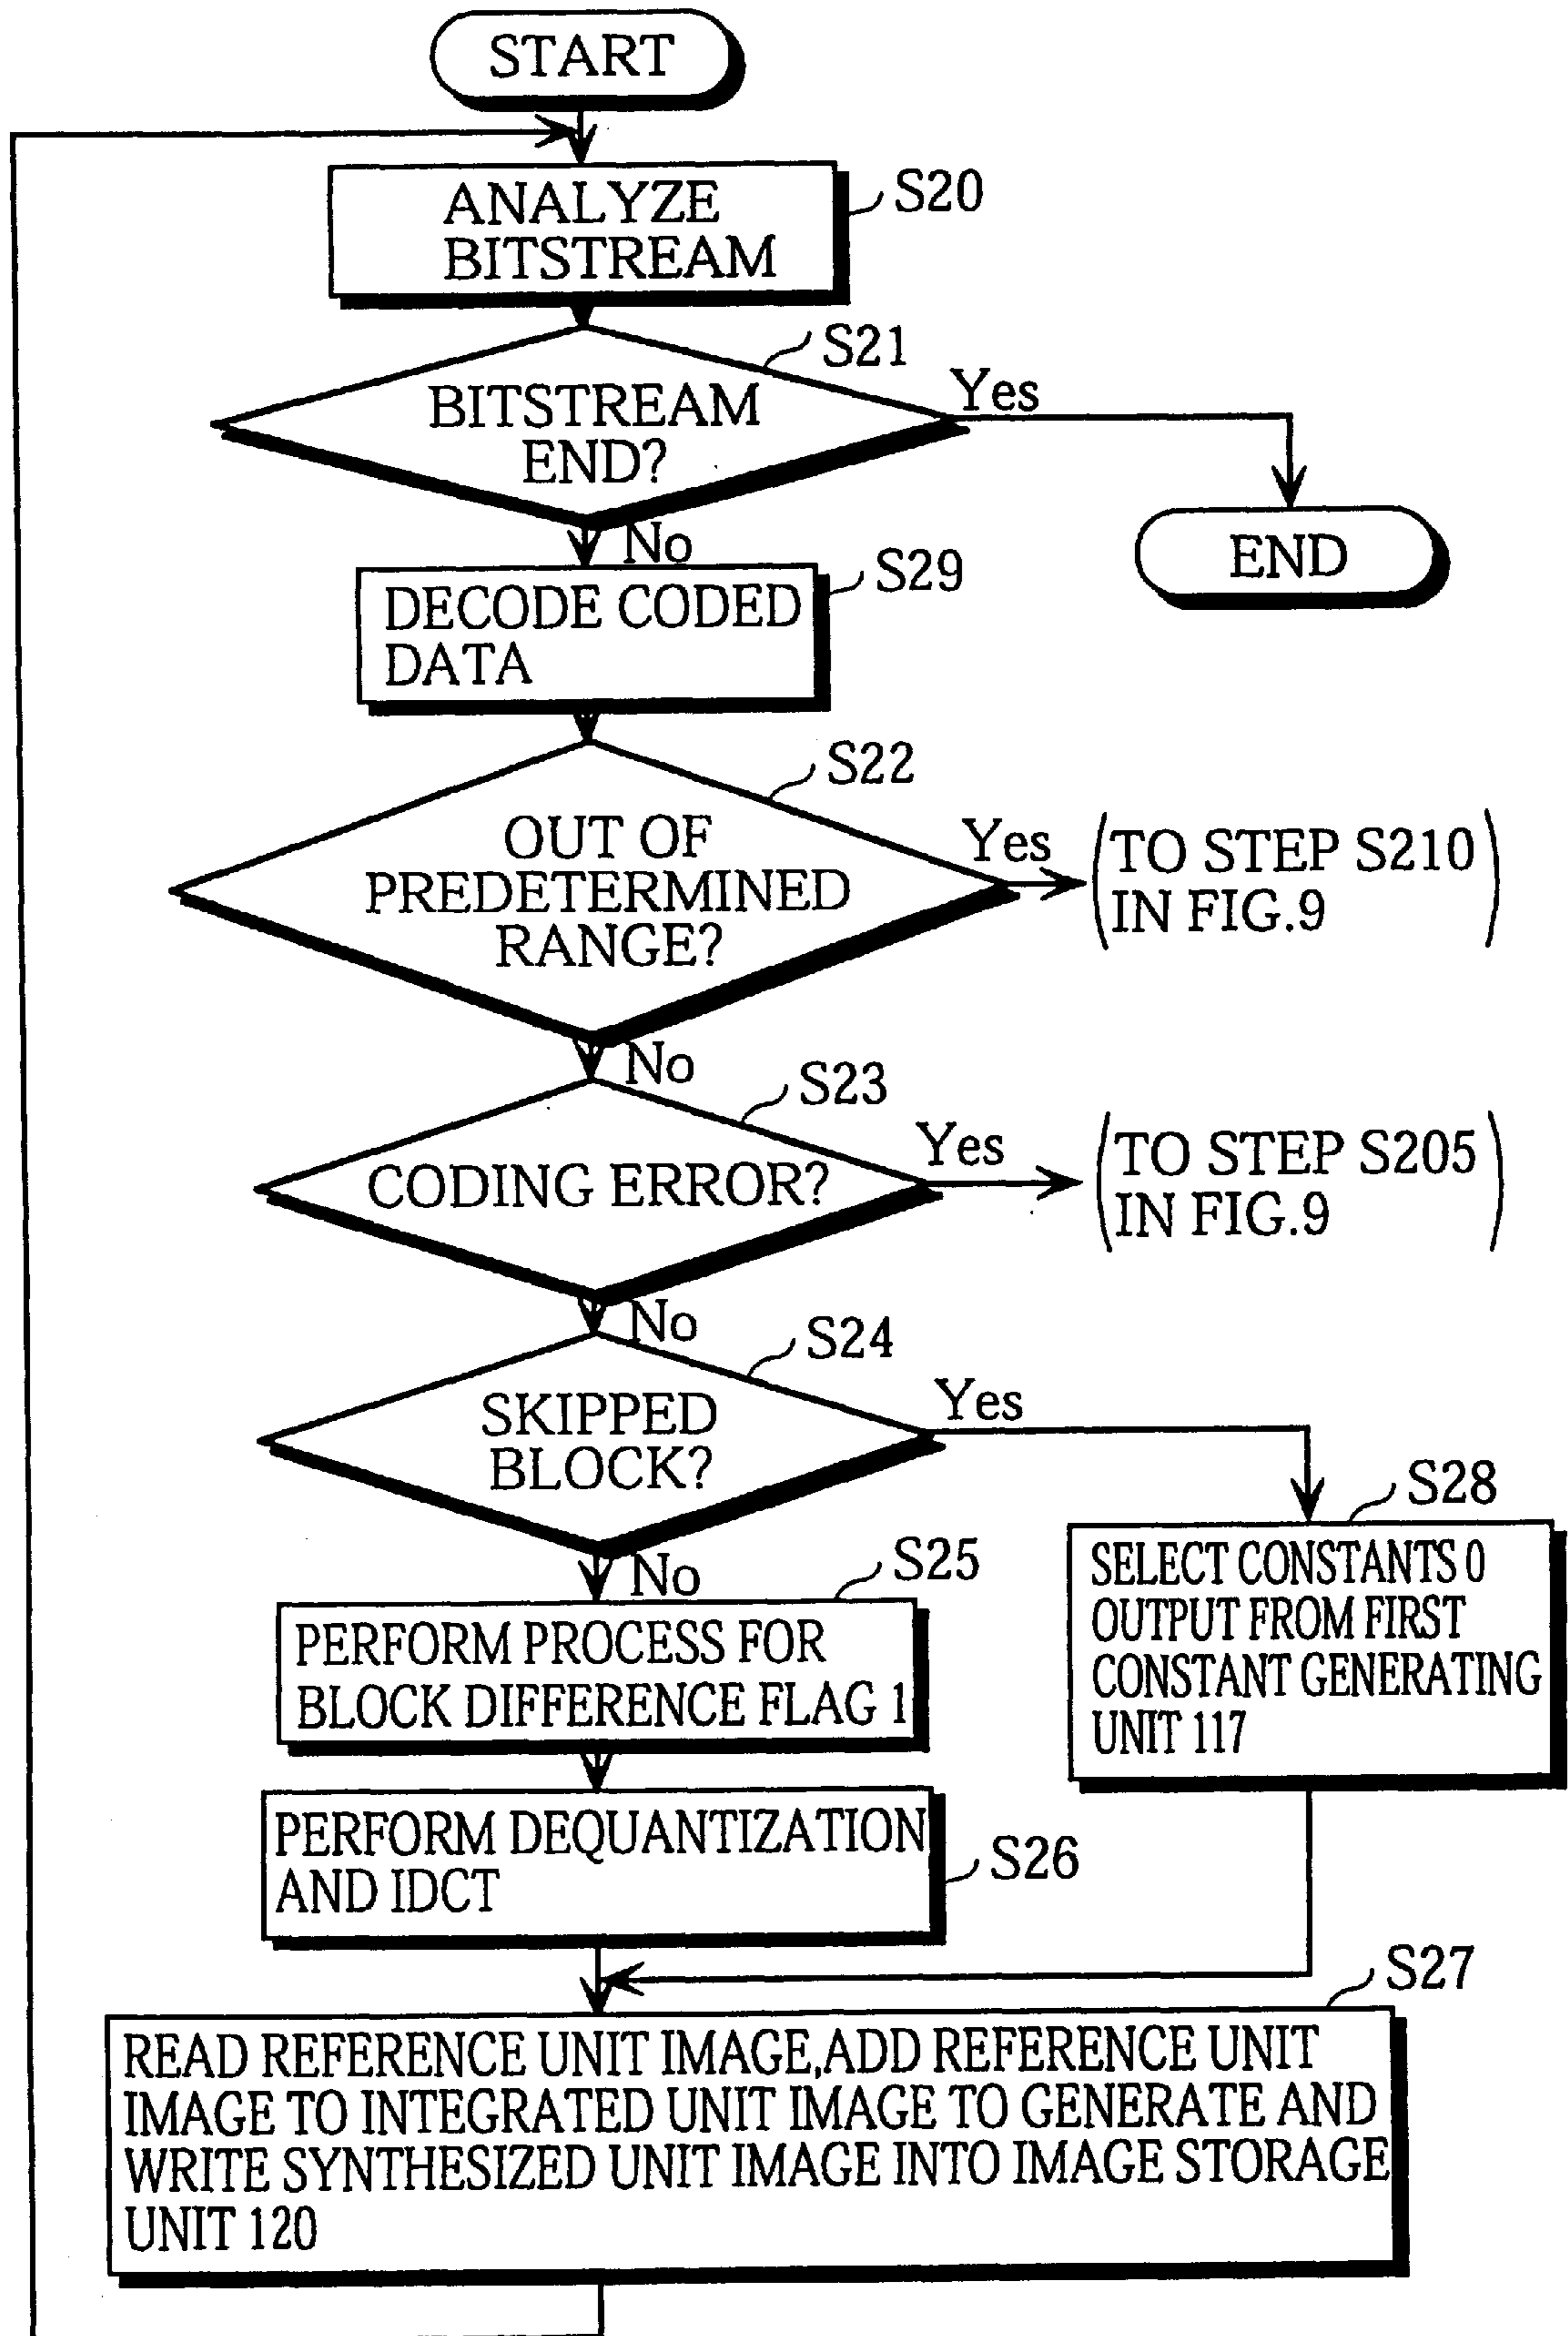 START
ANALYZE
BITSTREAM
S20
S21
BITSTREAM
END?
Yes
END
No
S29
DECODE CODED
DATA
S22
OUT OF
PREDETERMINED
RANGE?
Yes
(TO STEP S210
IN FIG.9)
No
S23
CODING ERROR?
Yes
(TO STEP S205
IN FIG.9)
No
S24
SKIPPED
BLOCK?
Yes
S28
SELECT CONSTANTS 0
OUTPUT FROM FIRST
CONSTANT GENERATING
UNIT 117
No
S25
PERFORM PROCESS FOR
BLOCK DIFFERENCE FLAG 1
PERFORM DEQUANTIZATION
AND IDCT
S26
S27
READ REFERENCE UNIT IMAGE,ADD REFERENCE UNIT
IMAGE TO INTEGRATED UNIT IMAGE TO GENERATE AND
WRITE SYNTHESIZED UNIT IMAGE INTO IMAGE STORAGE
UNIT 120